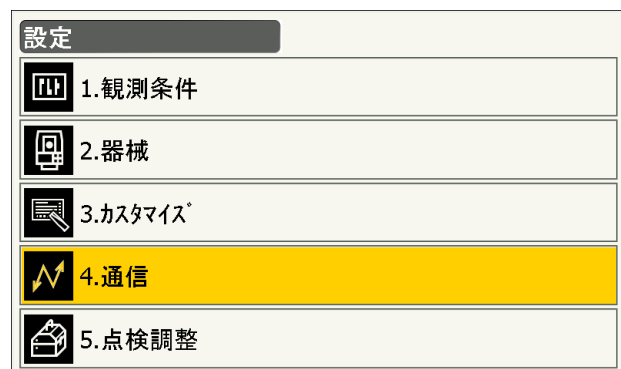 設定
1.観測条件
2.器械
3.ｶｽﾀﾏｲｽﾞ
4.通信
5.点検調整